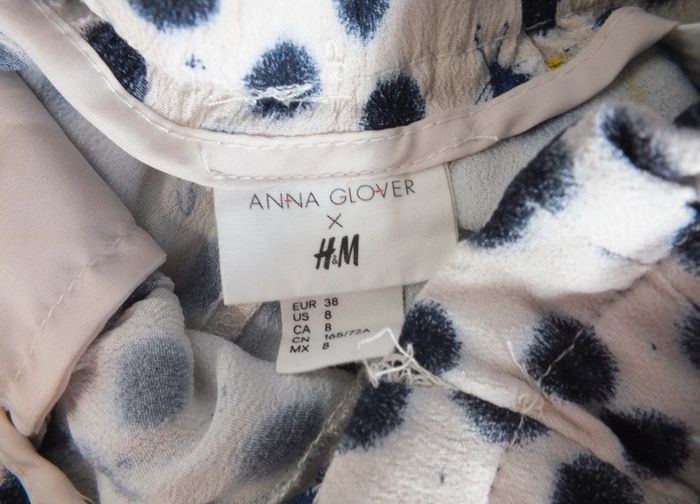 ANNA GLOVER
X
H&M
EUR 38
US 8
CA 8
CN 165/72A
MX 8